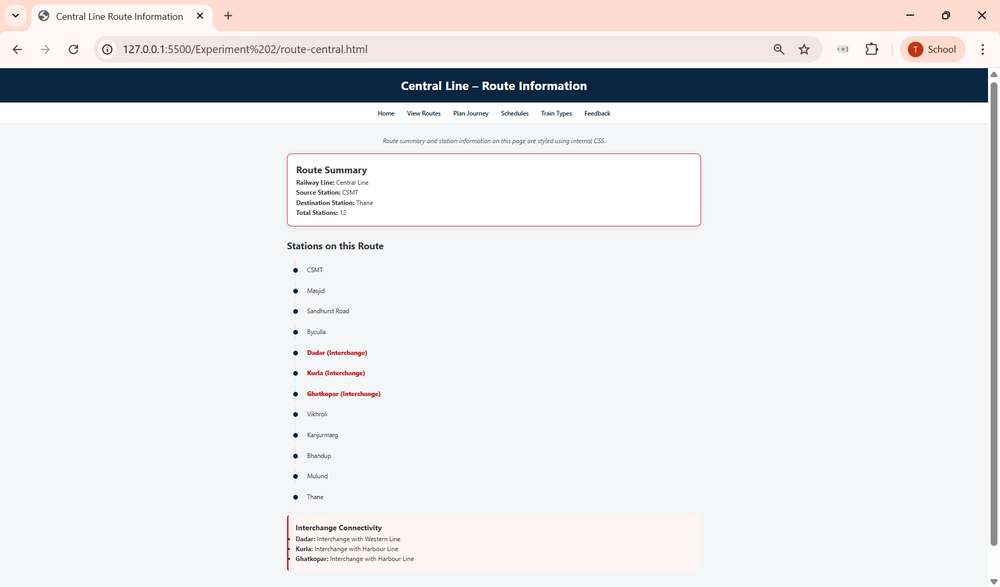 Central Line Route Information
127.0.0.1:5500/Experiment%202/route-central.html
T School
Central Line – Route Information
Home View Routes Plan Journey Schedules Train Types Feedback
Route summary and station information on this page are styled using internal CSS.
Route Summary
Railway Line: Central Line
Source Station: CSMT
Destination Station: Thane
Total Stations: 12
Stations on this Route
CSMT
Masjid
Sandhurst Road
Byculla
Dadar (Interchange)
Kurla (Interchange)
Ghatkopar (Interchange)
Vikhroli
Kanjurmarg
Bhandup
Mulund
Thane
Interchange Connectivity
Dadar: Interchange with Western Line
Kurla: Interchange with Harbour Line
Ghatkopar: Interchange with Harbour Line